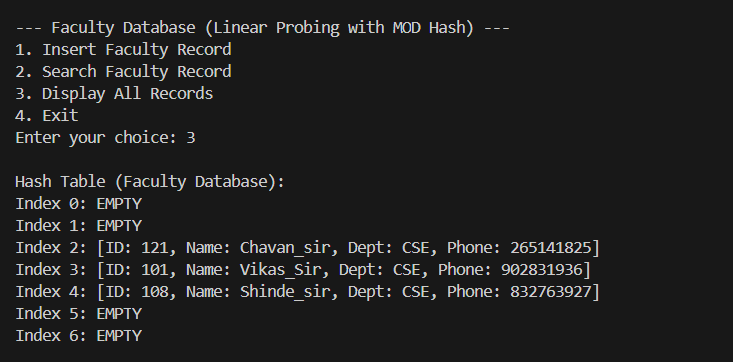 --- Faculty Database (Linear Probing with MOD Hash) ---
1. Insert Faculty Record
2. Search Faculty Record
3. Display All Records
4. Exit
Enter your choice: 3
Hash Table (Faculty Database):
Index 0: EMPTY
Index 1: EMPTY
Index 2: [ID: 121, Name: Chavan_sir, Dept: CSE, Phone: 265141825]
Index 3: [ID: 101, Name: Vikas_Sir, Dept: CSE, Phone: 902831936]
Index 4: [ID: 108, Name: Shinde_sir, Dept: CSE, Phone: 832763927]
Index 5: EMPTY
Index 6: EMPTY